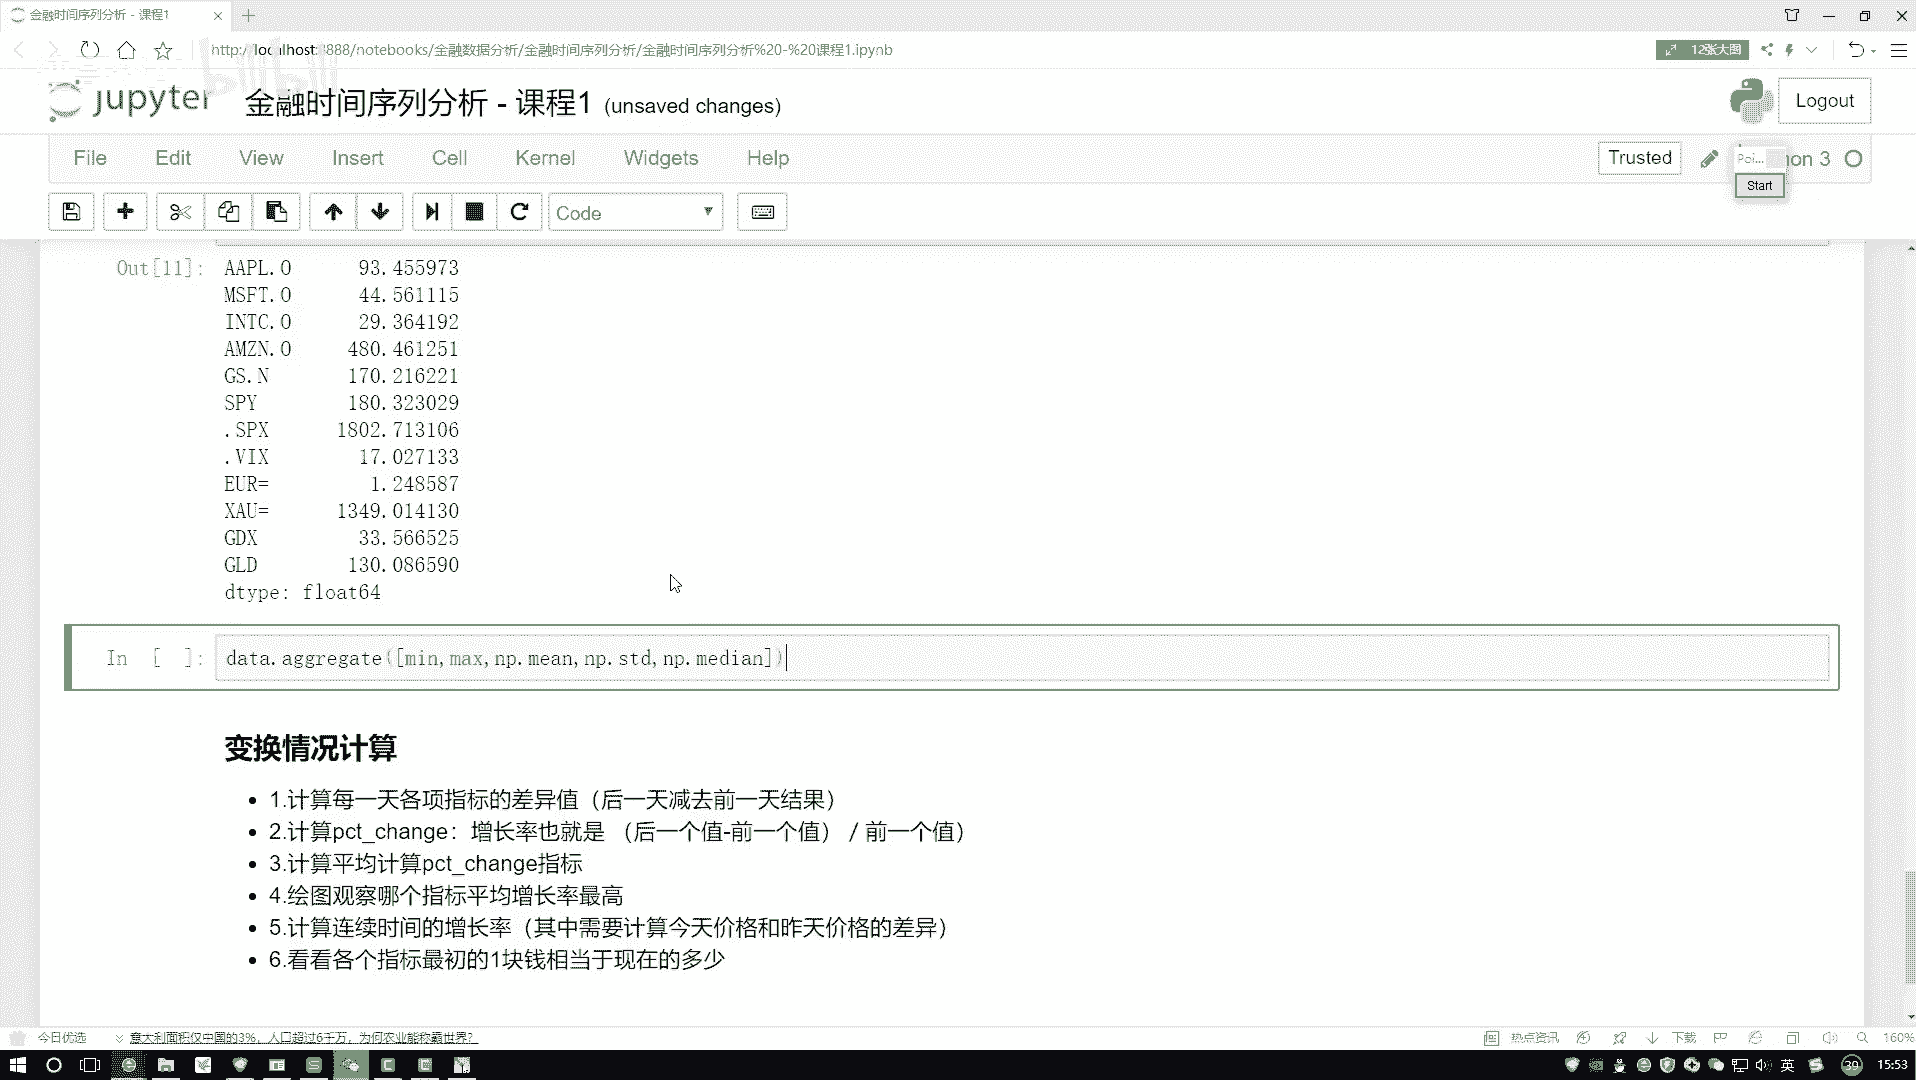 金融时间序列分析 - 课程1
http://localhost:8888/notebooks/金融数据分析/金融时间序列分析/金融时间序列分析%20-%20课程1.ipynb
12张大图
bilibili
jupyter 金融时间序列分析 - 课程1 (unsaved changes)
Logout
File Edit View Insert Cell Kernel Widgets Help
Trusted
Poi... hon 3
Start
Code
Out[11]: AAPL.O 93.455973
MSFT.O 44.561115
INTC.O 29.364192
AMZN.O 480.461251
GS.N 170.216221
SPY 180.323029
.SPX 1802.713106
.VIX 17.027133
EUR= 1.248587
XAU= 1349.014130
GDX 33.566525
GLD 130.086590
dtype: float64
In [ ]: data.aggregate([min,max,np.mean,np.std,np.median])
变换情况计算
• 1.计算每一天各项指标的差异值（后一天减去前一天结果）
• 2.计算pct_change：增长率也就是 （后一个值-前一个值） / 前一个值）
• 3.计算平均计算pct_change指标
• 4.绘图观察哪个指标平均增长率最高
• 5.计算连续时间的增长率（其中需要计算今天价格和昨天价格的差异）
• 6.看看各个指标最初的1块钱相当于现在的多少
今日优选
意大利面积仅中国的3%，人口超过6千万，为何农业能称霸世界？
热点资讯
下载
160%
英
39
15:53